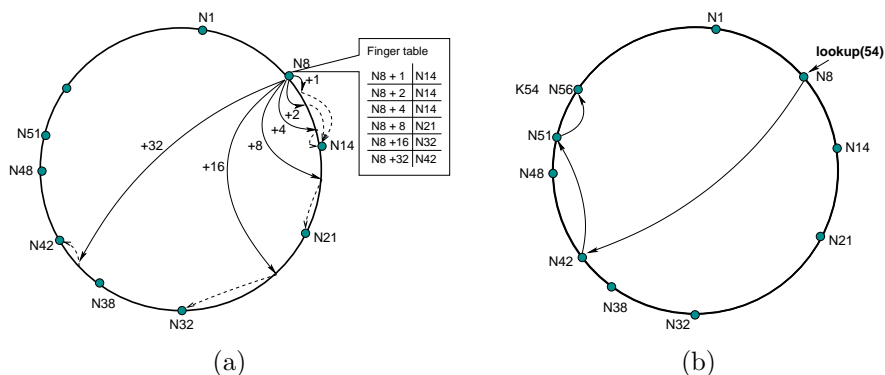 N1
N8
+1
+2
+4
+8
+16
+32
N14
N21
N32
N38
N42
N48
N51
Finger table
N8 + 1 N14
N8 + 2 N14
N8 + 4 N14
N8 + 8 N21
N8 +16 N32
N8 +32 N42
(a)
N1
lookup(54)
N8
K54 N56
N51
N48
N14
N21
N42
N38
N32
(b)